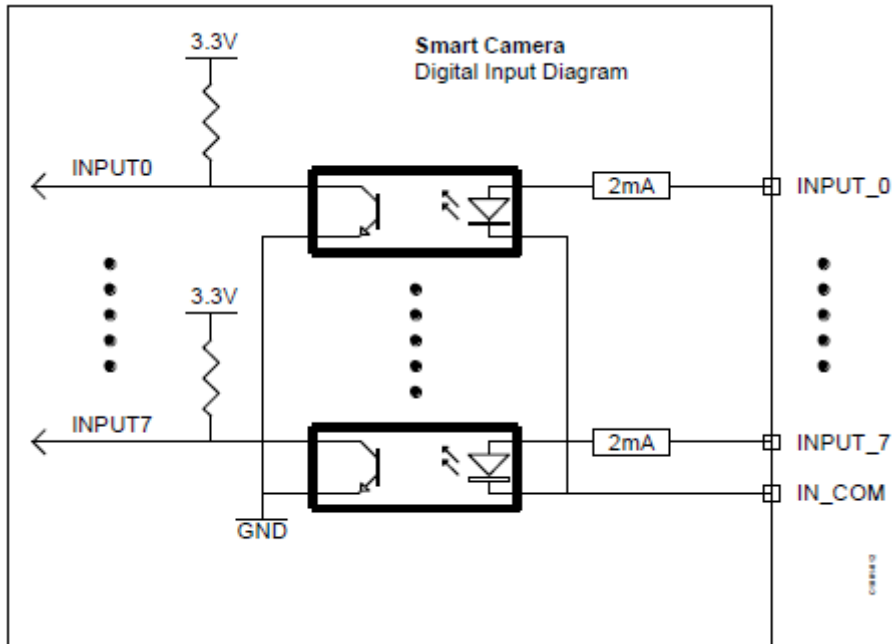 3.3V
Smart Camera
Digital Input Diagram
INPUT0
2mA
INPUT_0
3.3V
INPUT7
2mA
INPUT_7
IN_COM
GND